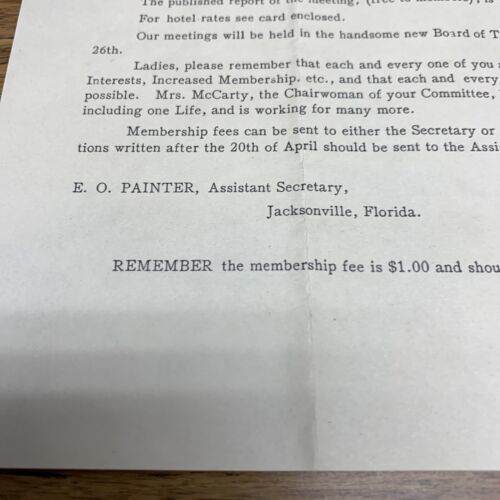 The published report of the meeting, (free to members), is
For hotel rates see card enclosed.
Our meetings will be held in the handsome new Board of T
26th.
Ladies, please remember that each and every one of you
Interests, Increased Membership, etc., and that each and every
possible. Mrs. McCarty, the Chairwoman of your Committee,
including one Life, and is working for many more.
Membership fees can be sent to either the Secretary or
tions written after the 20th of April should be sent to the Assi
E. O. PAINTER, Assistant Secretary,
Jacksonville, Florida.
REMEMBER the membership fee is $1.00 and shou